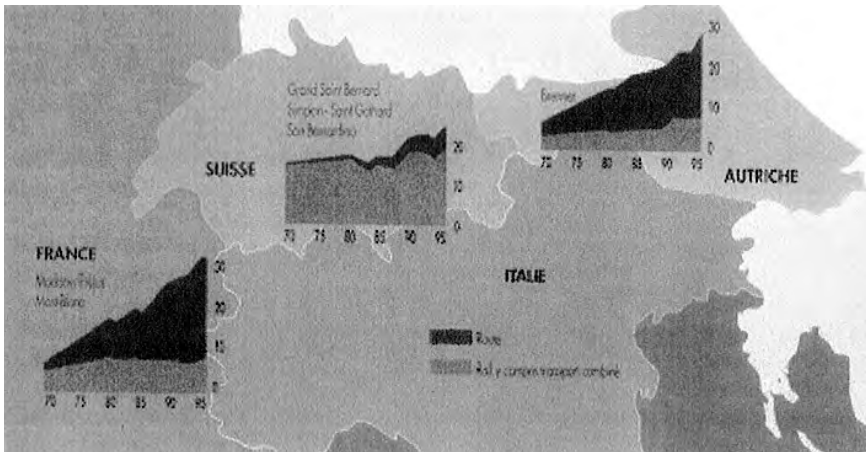 Grand Saint Bernard
Simplon - Saint Gothard
San Bernardino
20
10
0
70 75 80 85 90 95
SUISSE
Brenner
30
20
10
0
70 75 80 85 90 95
AUTRICHE
FRANCE
Mont-Blanc
30
20
10
0
70 75 80 85 90 95
ITALIE
Route
Rail y compris transport combiné